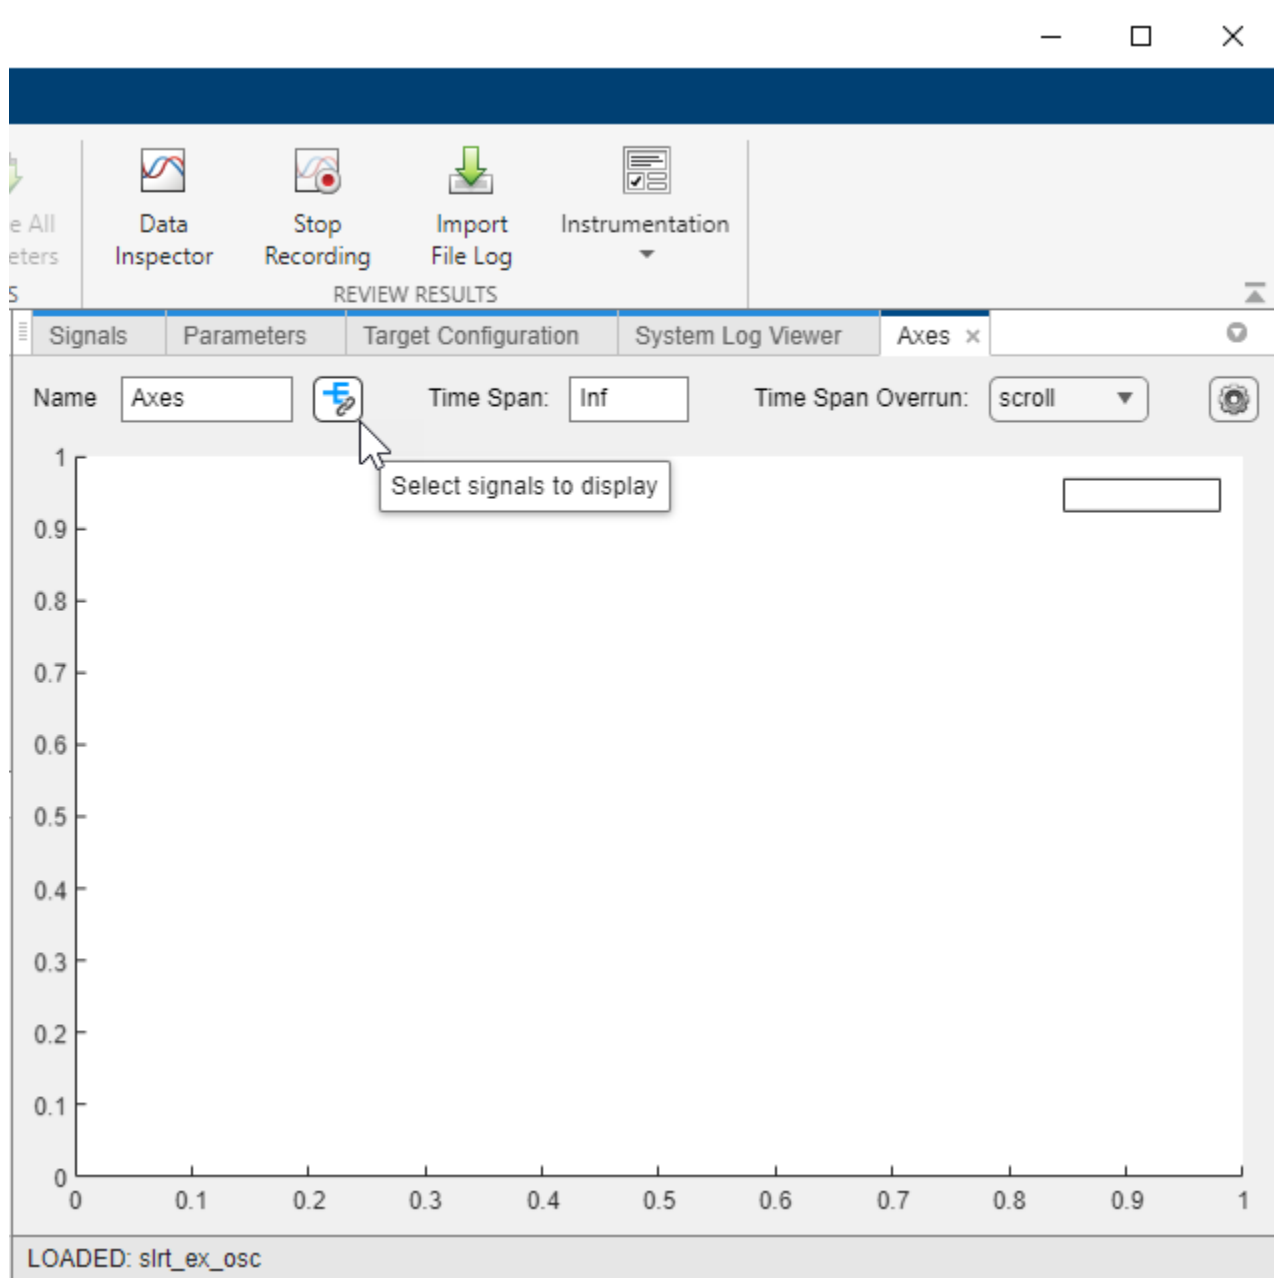 e All
eters
S
Data
Inspector
Stop
Recording
Import
File Log
Instrumentation
REVIEW RESULTS
Signals
Parameters
Target Configuration
System Log Viewer
Axes
Name
Axes
Time Span:
Inf
Time Span Overrun:
scroll
Select signals to display
1
0.9
0.8
0.7
0.6
0.5
0.4
0.3
0.2
0.1
0
0 0.1 0.2 0.3 0.4 0.5 0.6 0.7 0.8 0.9 1
LOADED: slrt_ex_osc